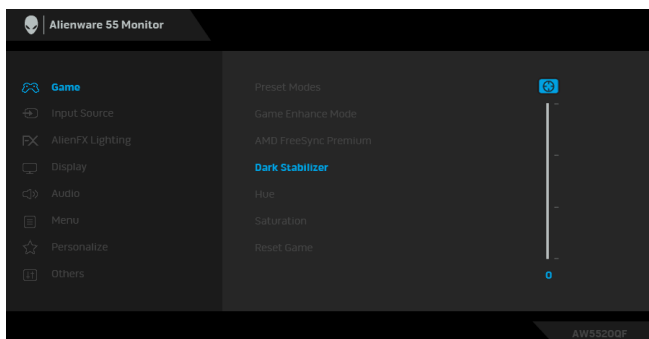 Alienware 55 Monitor
Game
Input Source
FX AlienFX Lighting
Display
Audio
Menu
Personalize
Others
Preset Modes
Game Enhance Mode
AMD FreeSync Premium
Dark Stabilizer
Hue
Saturation
Reset Game
0
AW5520QF